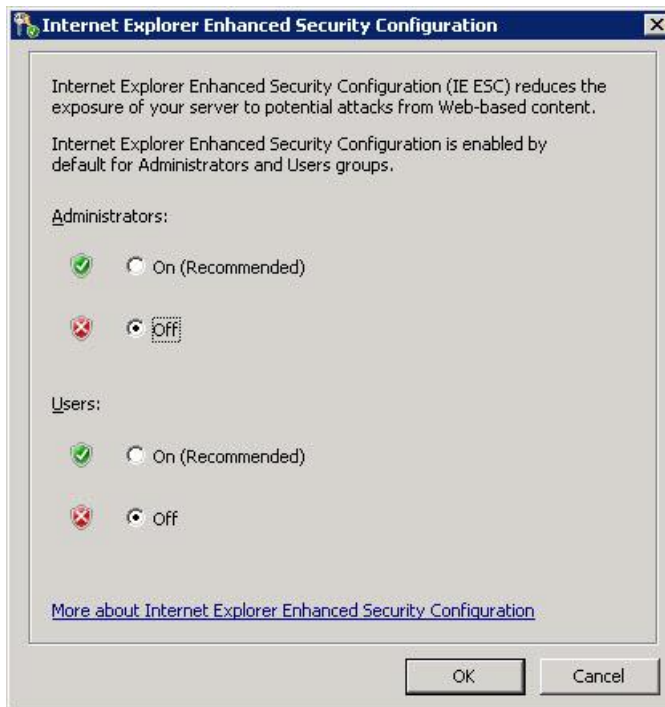 Internet Explorer Enhanced Security Configuration
Internet Explorer Enhanced Security Configuration (IE ESC) reduces the
exposure of your server to potential attacks from Web-based content.
Internet Explorer Enhanced Security Configuration is enabled by
default for Administrators and Users groups.
Administrators:
On (Recommended)
Off
Users:
On (Recommended)
Off
More about Internet Explorer Enhanced Security Configuration
OK
Cancel